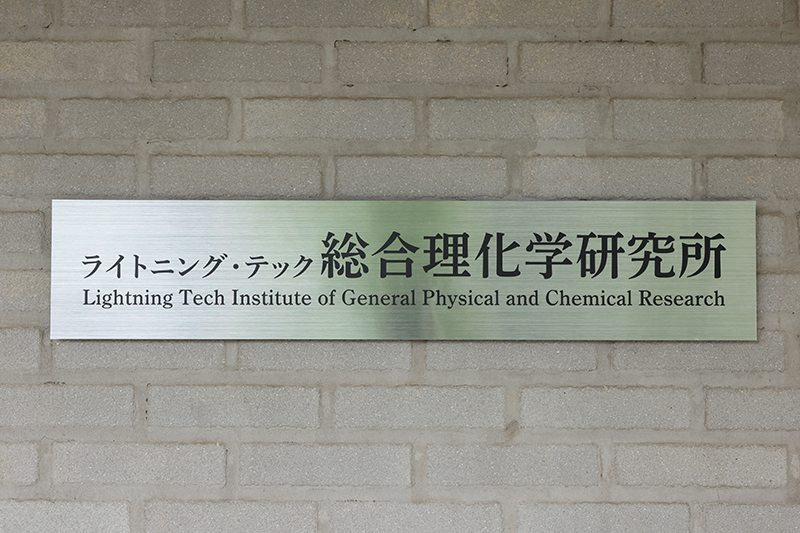 ライトニング・テック 総合理化学研究所
Lightning Tech Institute of General Physical and Chemical Research